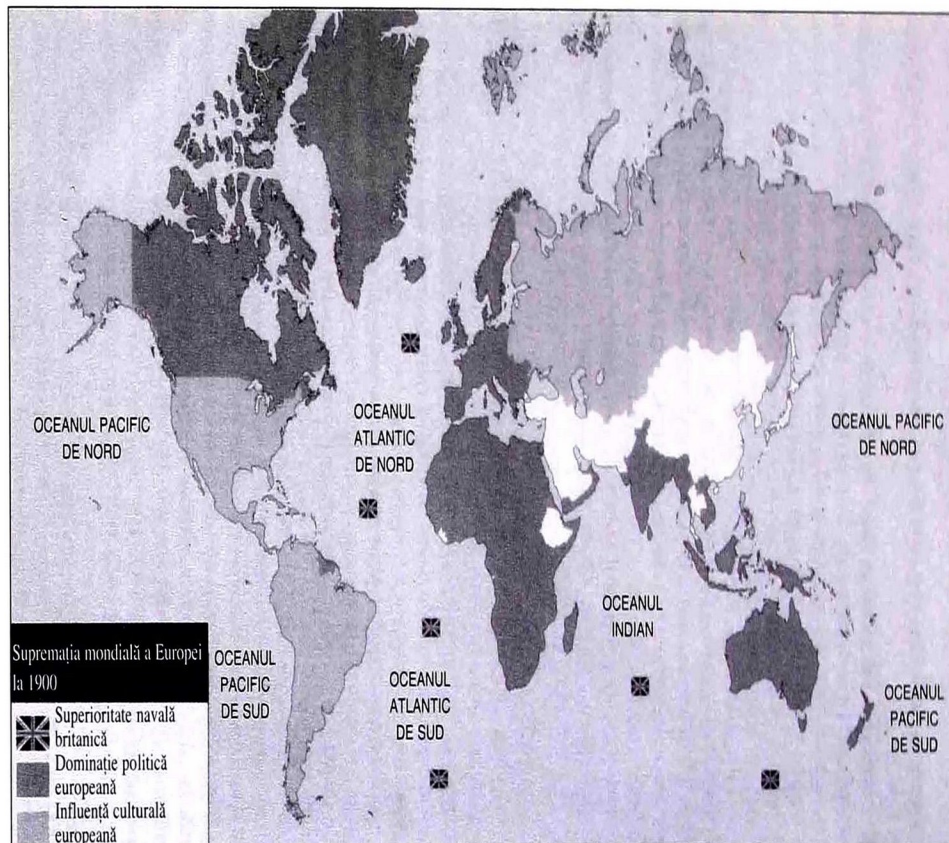 OCEANUL PACIFIC
DE NORD
OCEANUL
ATLANTIC
DE NORD
OCEANUL PACIFIC
DE NORD
OCEANUL
INDIAN
OCEANUL
PACIFIC
DE SUD
OCEANUL
ATLANTIC
DE SUD
OCEANUL
PACIFIC
DE SUD
Supremația mondială a Europei
la 1900
Superioritate navală
britanică
Dominație politică
europeană
Influență culturală
europeană